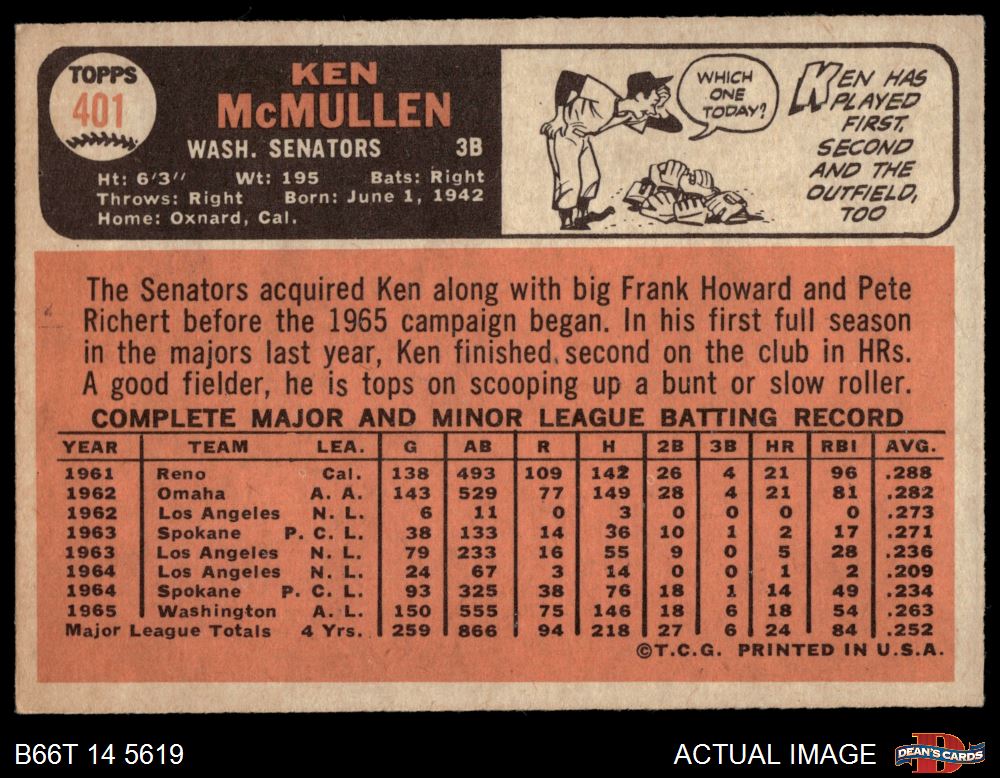 TOPPS
401
KEN
McMULLEN
WASH. SENATORS 3B
Ht: 6'3" Wt: 195 Bats: Right
Throws: Right Born: June 1, 1942
Home: Oxnard, Cal.
WHICH
ONE
TODAY?
KEN HAS
PLAYED
FIRST,
SECOND
AND THE
OUTFIELD,
TOO
The Senators acquired Ken along with big Frank Howard and Pete
Richert before the 1965 campaign began. In his first full season
in the majors last year, Ken finished second on the club in HRs.
A good fielder, he is tops on scooping up a bunt or slow roller.
COMPLETE MAJOR AND MINOR LEAGUE BATTING RECORD
YEAR TEAM LEA. G AB R H 2B 3B HR RBI AVG.
1961 Reno Cal. 138 493 109 142 26 4 21 96 .288
1962 Omaha A. A. 143 529 77 149 28 4 21 81 .282
1962 Los Angeles N. L. 6 11 0 3 0 0 0 0 .273
1963 Spokane P. C. L. 38 133 14 36 10 1 2 17 .271
1963 Los Angeles N. L. 79 233 16 55 9 0 5 28 .236
1964 Los Angeles N. L. 24 67 3 14 0 0 1 2 .209
1964 Spokane P. C. L. 93 325 38 76 18 1 14 49 .234
1965 Washington A. L. 150 555 75 146 18 6 18 54 .263
Major League Totals 4 Yrs. 259 866 94 218 27 6 24 84 .252
©T.C.G. PRINTED IN U.S.A.
B66T 14 5619
ACTUAL IMAGE
DEAN'S CARDS